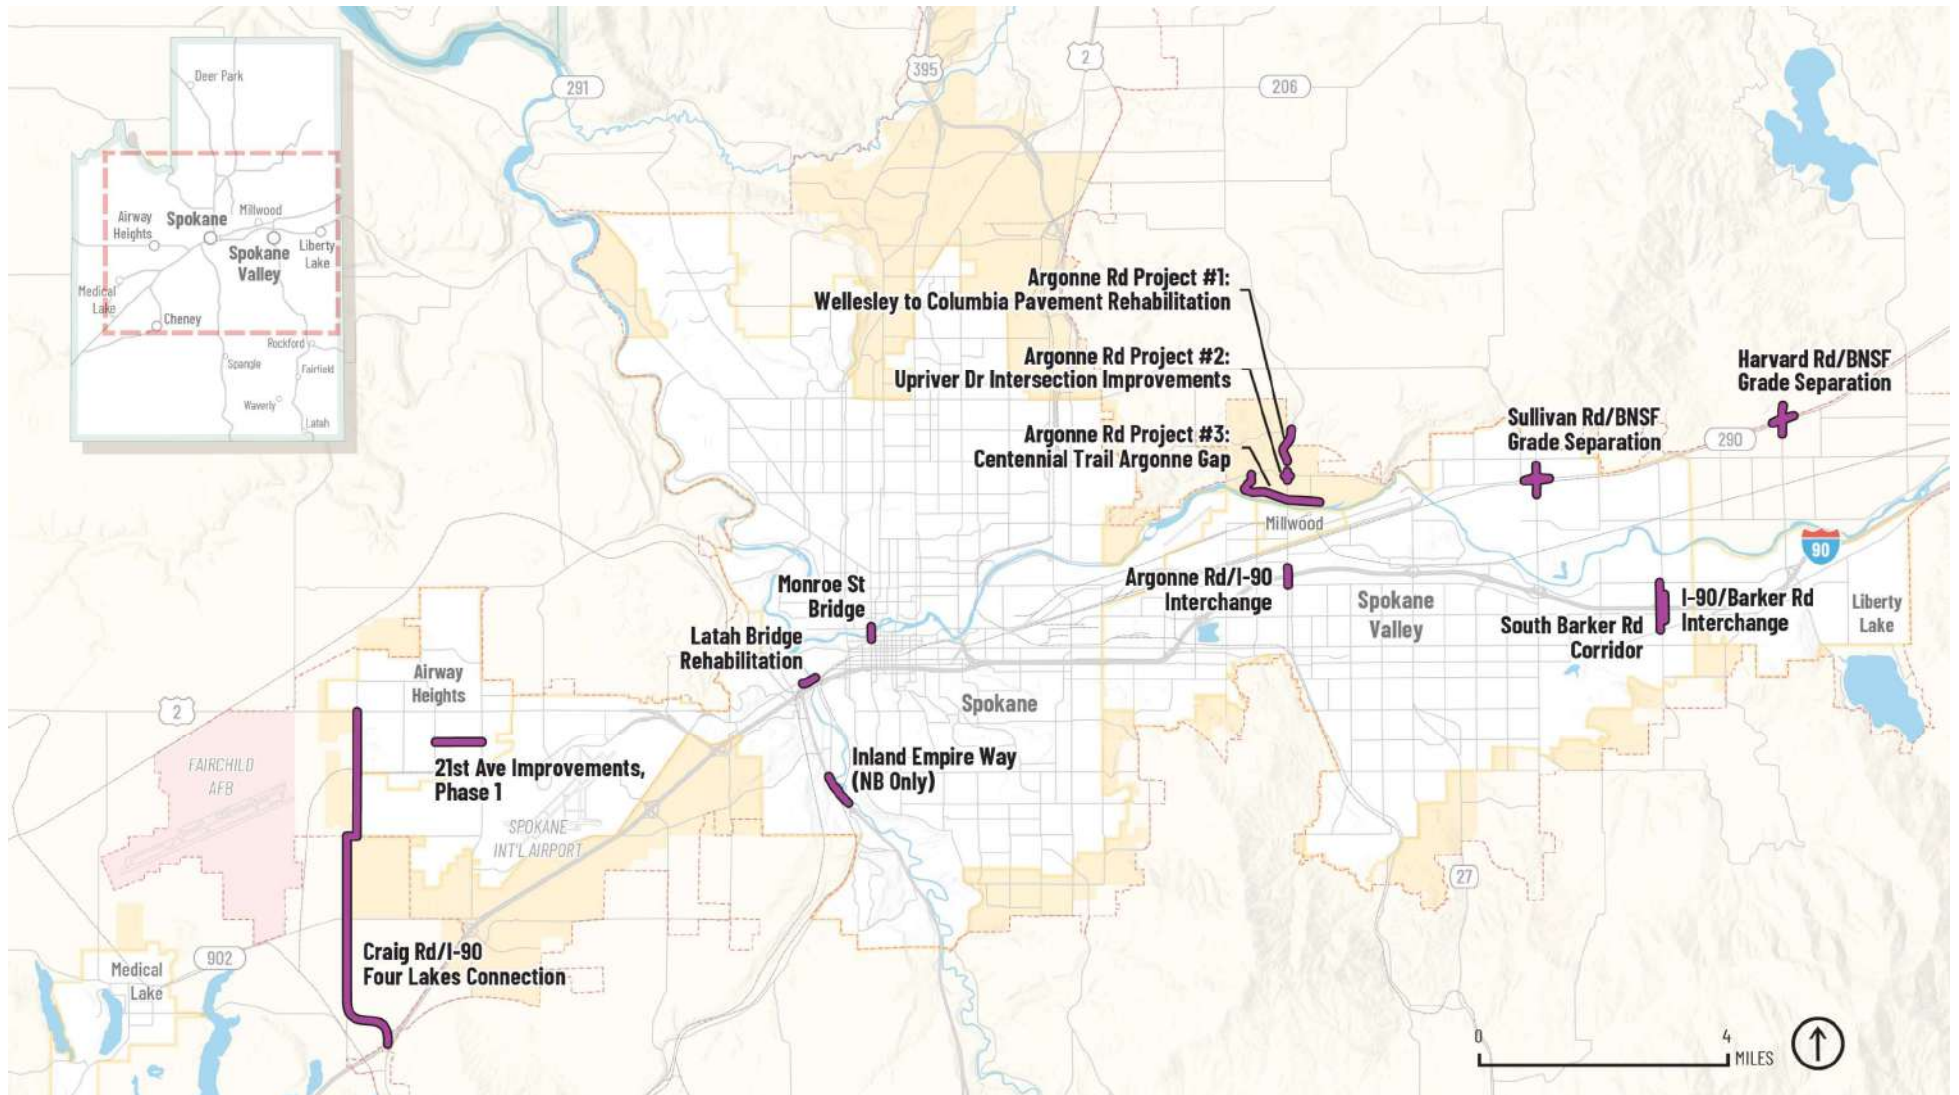 Deer Park
Airway
Heights
Spokane
Millwood
Spokane
Valley
Liberty
Lake
Medical
Lake
Cheney
Rockford
Spangle
Fairfield
Waverly
Latah
291
395
2
206
Argonne Rd Project #1:
Wellesley to Columbia Pavement Rehabilitation
Argonne Rd Project #2:
Upriver Dr Intersection Improvements
Argonne Rd Project #3:
Centennial Trail Argonne Gap
Harvard Rd/BNSF
Grade Separation
Sullivan Rd/BNSF
Grade Separation
290
Millwood
90
Monroe St
Bridge
Argonne Rd/I-90
Interchange
Spokane
Valley
I-90/Barker Rd
Interchange
South Barker Rd
Corridor
Liberty
Lake
Latah Bridge
Rehabilitation
Airway
Heights
Spokane
2
FAIRCHILD
AFB
21st Ave Improvements,
Phase 1
Inland Empire Way
(NB Only)
SPOKANE
INT'L AIRPORT
27
Craig Rd/I-90
Four Lakes Connection
902
Medical
Lake
0
4
MILES